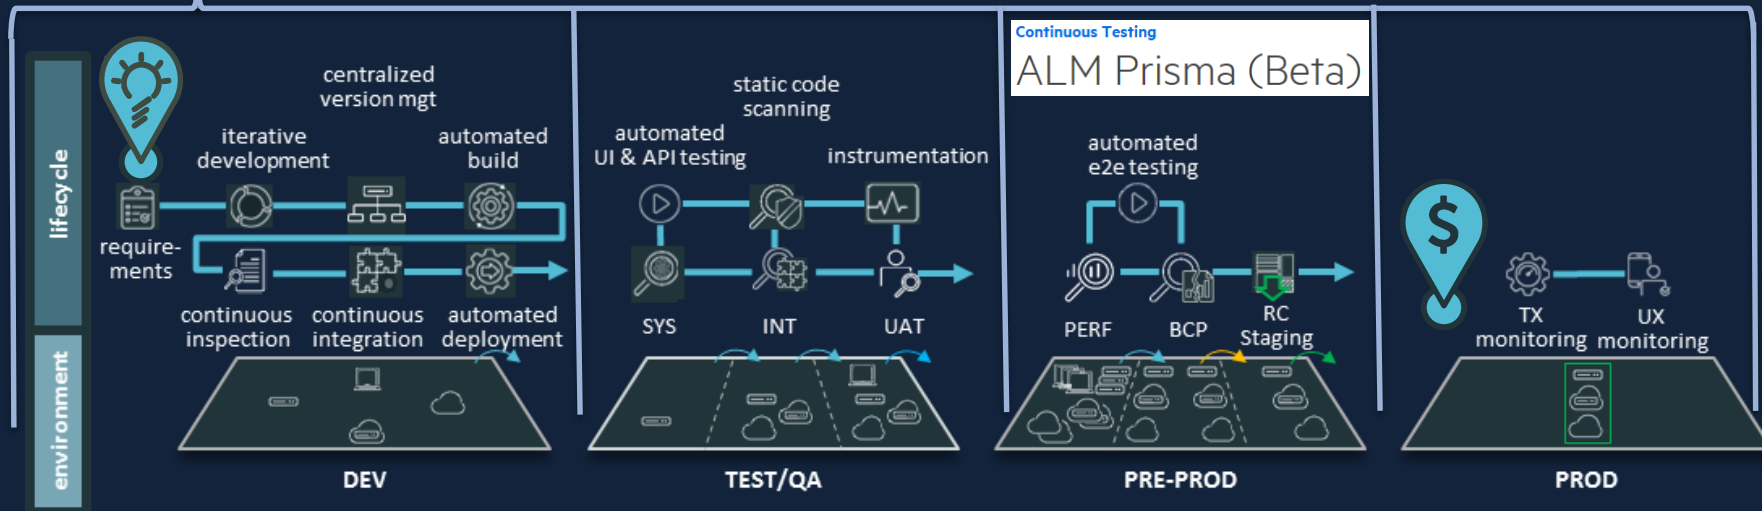 Continuous Testing
ALM Prisma (Beta)
lifecycle
centralized
version mgt
iterative
development
automated
build
require-
ments
continuous
inspection
continuous
integration
automated
deployment
static code
scanning
automated
UI & API testing
instrumentation
SYS
INT
UAT
automated
e2e testing
PERF
BCP
RC
Staging
$
TX
monitoring
UX
monitoring
environment
DEV
TEST/QA
PRE-PROD
PROD